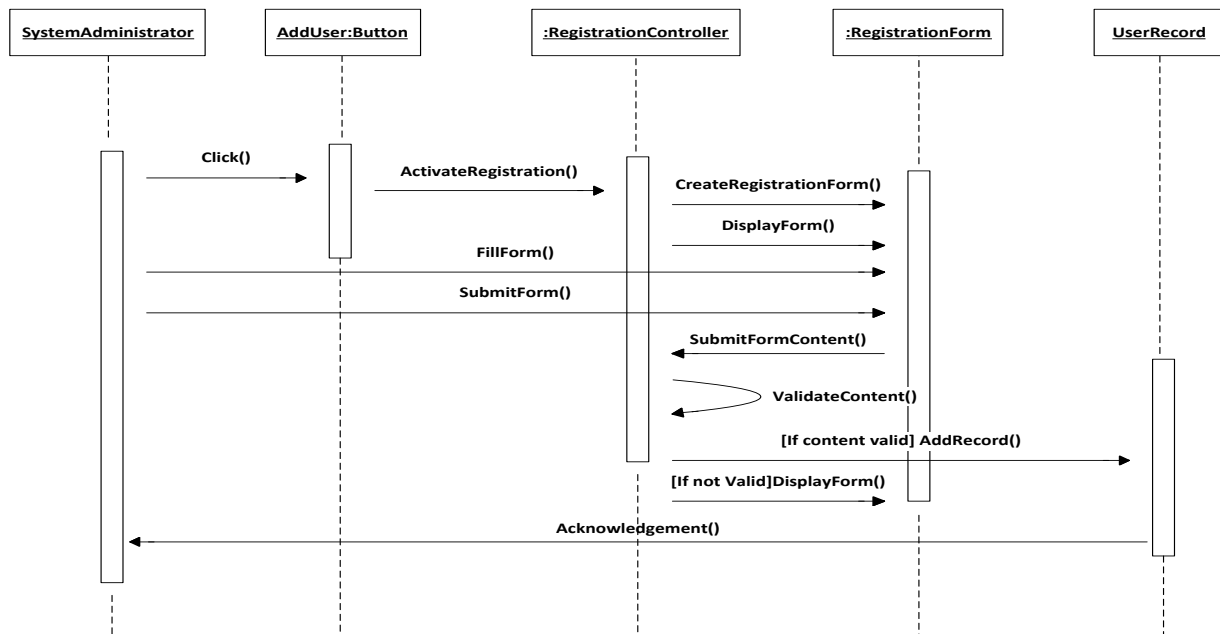 SystemAdministrator
AddUser:Button
:RegistrationController
:RegistrationForm
UserRecord
Click()
ActivateRegistration()
CreateRegistrationForm()
DisplayForm()
FillForm()
SubmitForm()
SubmitFormContent()
ValidateContent()
[If content valid] AddRecord()
[If not Valid]DisplayForm()
Acknowledgement()